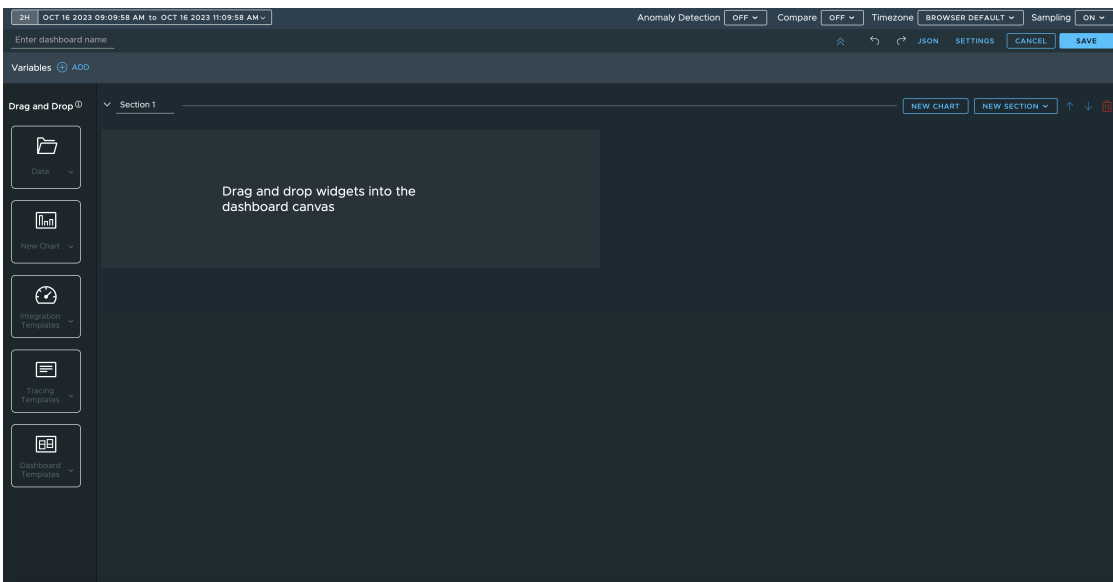 2H OCT 16 2023 09:09:58 AM to OCT 16 2023 11:09:58 AM Anomaly Detection OFF Compare OFF Timezone BROWSER DEFAULT Sampling ON
Enter dashboard name JSON SETTINGS CANCEL SAVE
Variables ADD
Drag and Drop Section 1 NEW CHART NEW SECTION
Data
Drag and drop widgets into the
dashboard canvas
New Chart
Integration
Templates
Tracing
Templates
Dashboard
Templates